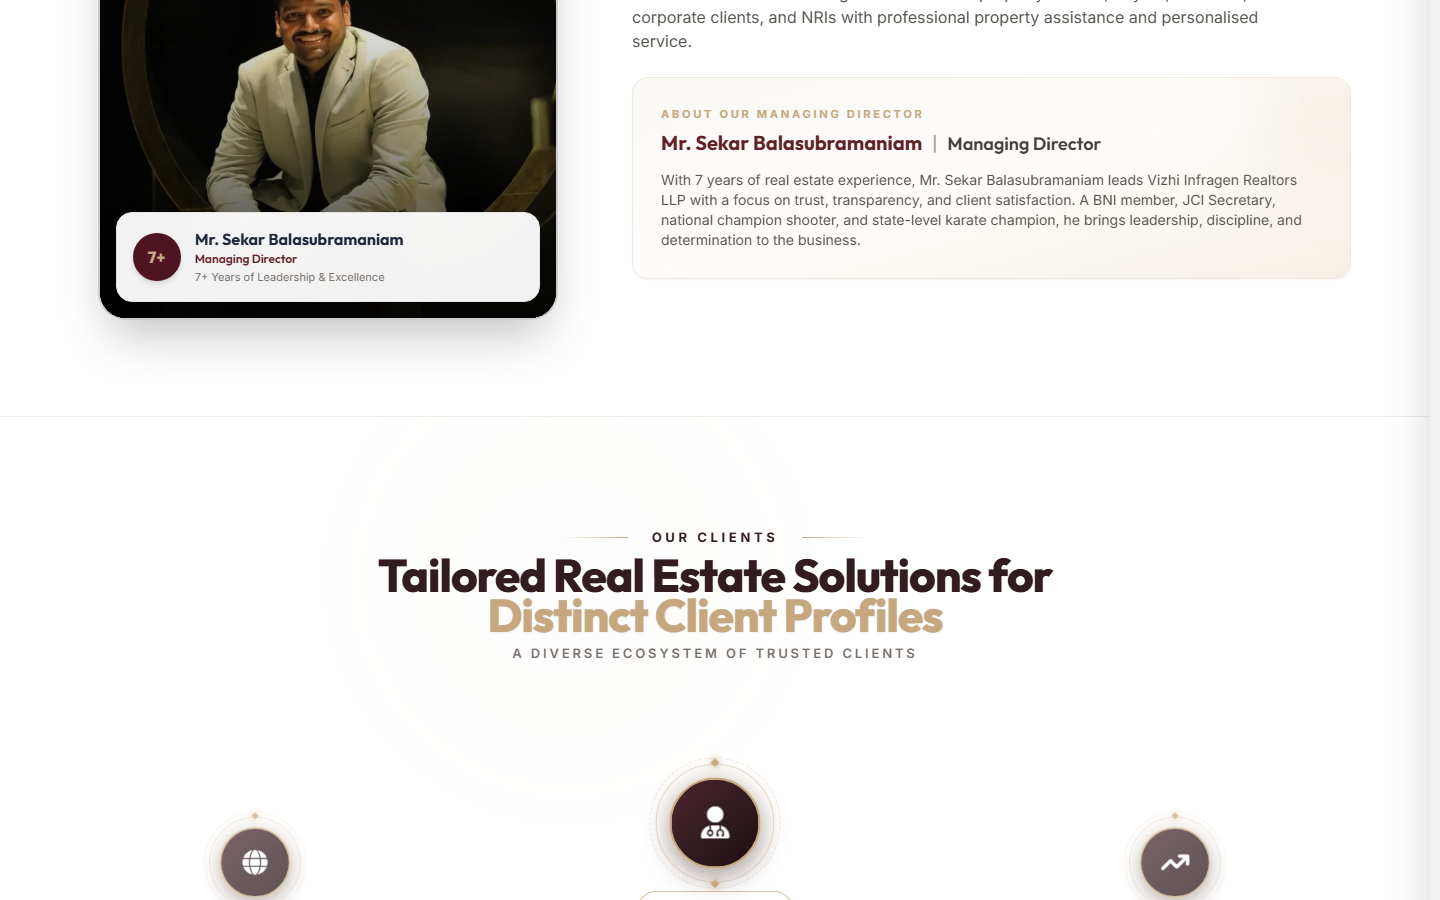 corporate clients, and NRIs with professional property assistance and personalised
service.
ABOUT OUR MANAGING DIRECTOR
Mr. Sekar Balasubramaniam | Managing Director
With 7 years of real estate experience, Mr. Sekar Balasubramaniam leads Vizhi Infragen Realtors
LLP with a focus on trust, transparency, and client satisfaction. A BNI member, JCI Secretary,
national champion shooter, and state-level karate champion, he brings leadership, discipline, and
determination to the business.
7+
Mr. Sekar Balasubramaniam
Managing Director
7+ Years of Leadership & Excellence
OUR CLIENTS
Tailored Real Estate Solutions for
Distinct Client Profiles
A DIVERSE ECOSYSTEM OF TRUSTED CLIENTS